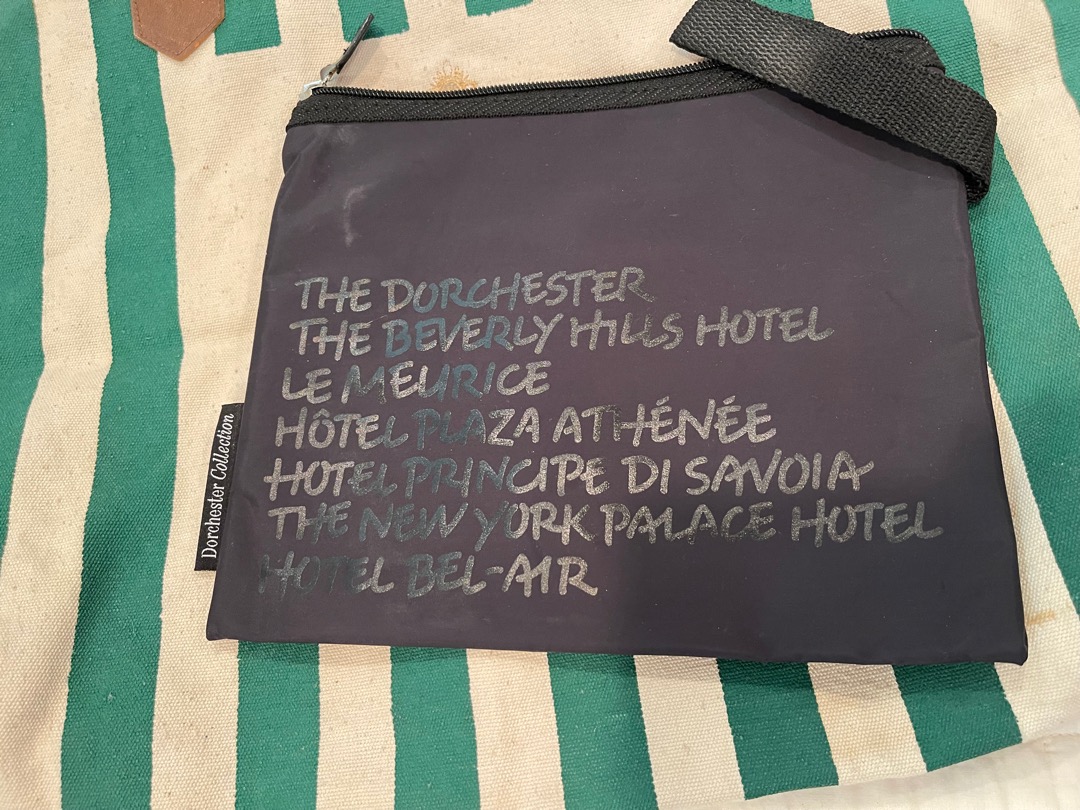 THE DORCHESTER
THE BEVERLY HILLS HOTEL
LE MEURICE
HÔTEL PLAZA ATHÉNÉE
HOTEL PRINCIPE DI SAVOIA
THE NEW YORK PALACE HOTEL
HOTEL BEL-AIR
Dorchester Collection